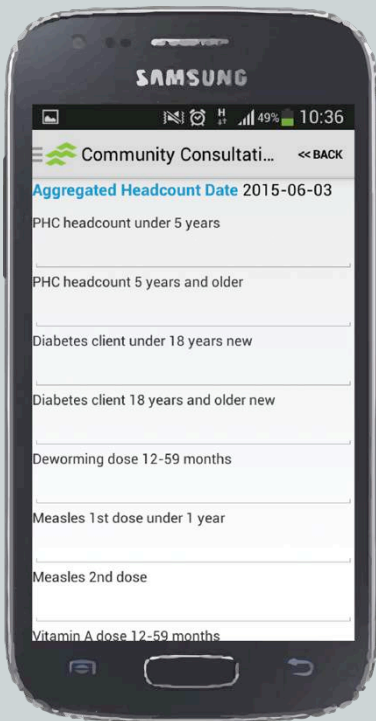 SAMSUNG
H 49% 10:36
Community Consultati... << BACK
Aggregated Headcount Date 2015-06-03
PHC headcount under 5 years
PHC headcount 5 years and older
Diabetes client under 18 years new
Diabetes client 18 years and older new
Deworming dose 12-59 months
Measles 1st dose under 1 year
Measles 2nd dose
Vitamin A dose 12-59 months